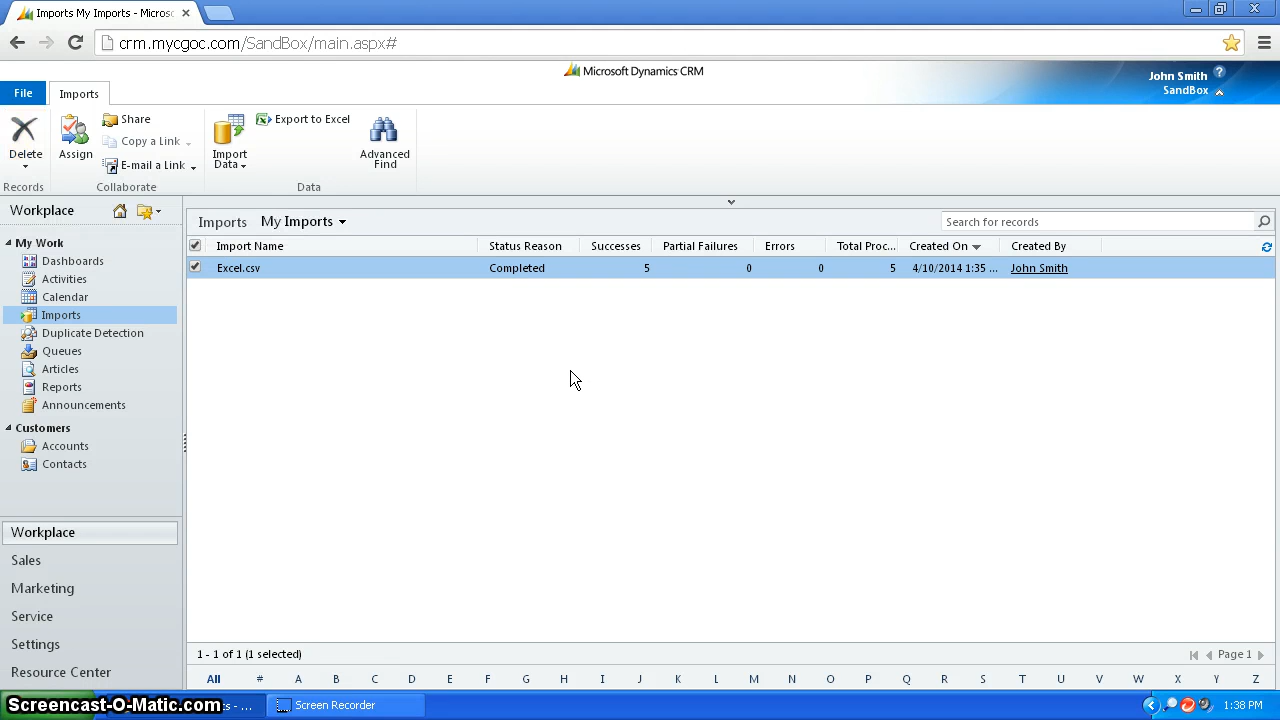 Imports My Imports - Microsc
crm.mycgoc.com/SandBox/main.aspx#
Microsoft Dynamics CRM
John Smith
SandBox
File
Imports
Delete
Records
Assign
Share
Copy a Link
E-mail a Link
Collaborate
Import
Data
Export to Excel
Advanced
Find
Data
Workplace
My Work
Dashboards
Activities
Calendar
Imports
Duplicate Detection
Queues
Articles
Reports
Announcements
Customers
Accounts
Contacts
Workplace
Sales
Marketing
Service
Settings
Resource Center
Imports My Imports
Search for records
Import Name Status Reason Successes Partial Failures Errors Total Proc... Created On Created By
Excel.csv Completed 5 0 0 5 4/10/2014 1:35 ... John Smith
1 - 1 of 1 (1 selected)
Page 1
All # A B C D E F G H I J K L M N O P Q R S T U V W X Y Z
Screencast-O-Matic.com
ts - ...
Screen Recorder
1:38 PM